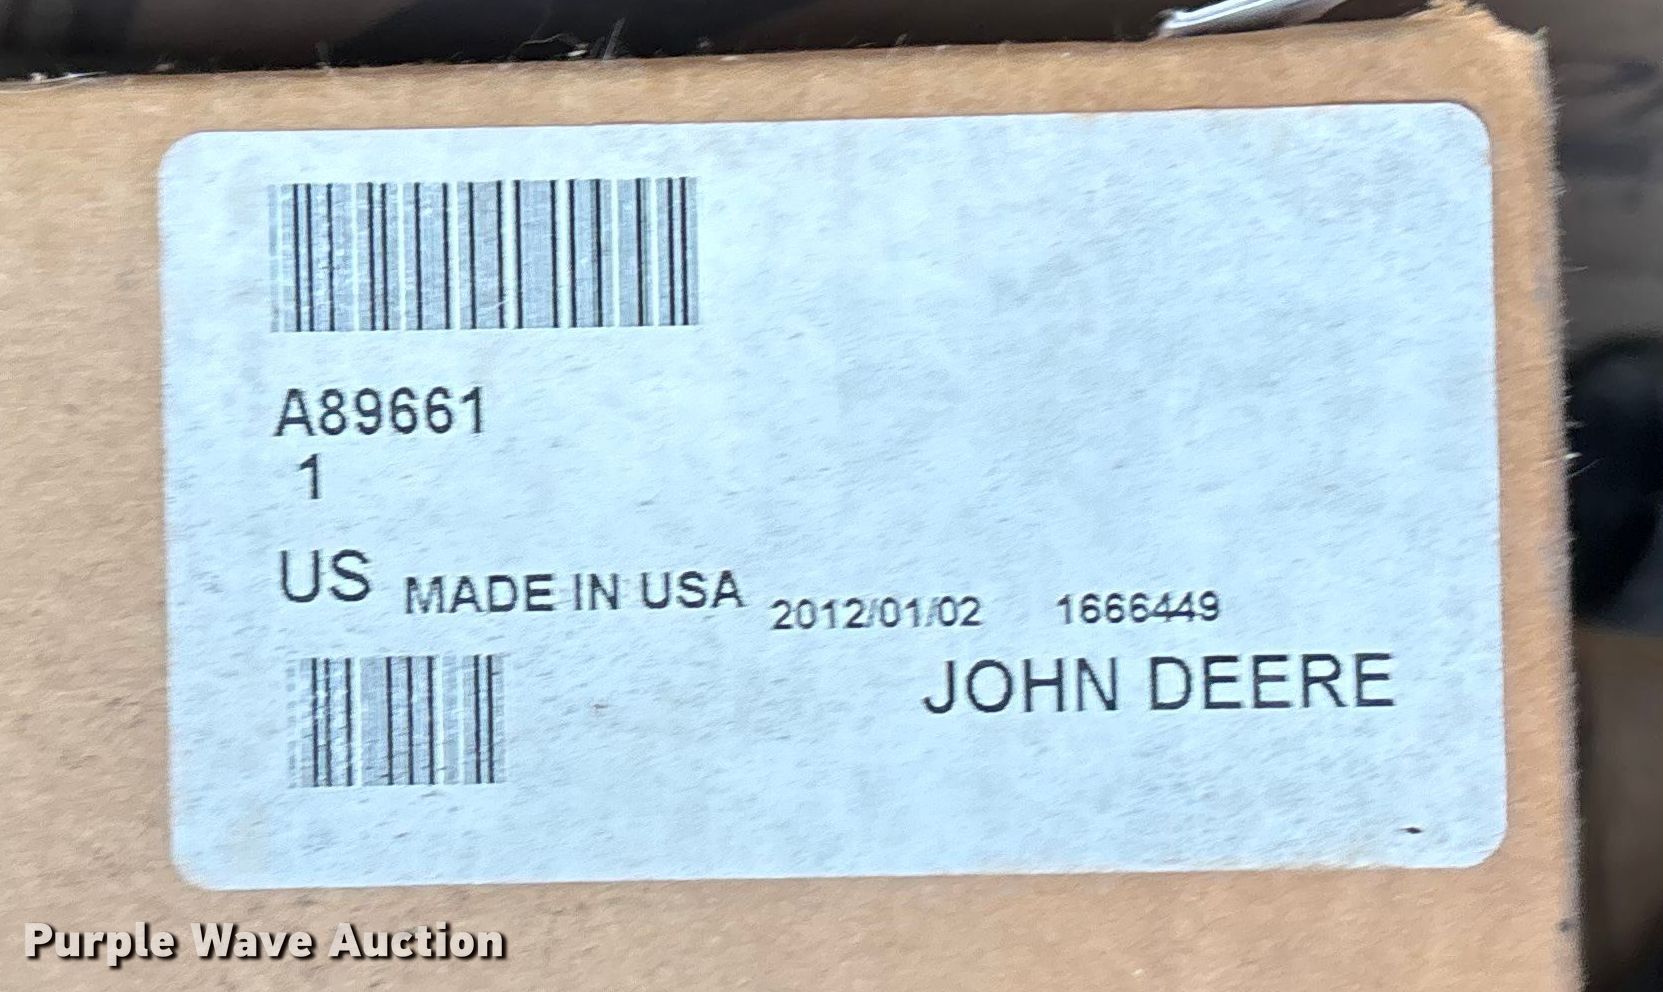 A89661
1
US MADE IN USA 2012/01/02 1666449
JOHN DEERE
Purple Wave Auction